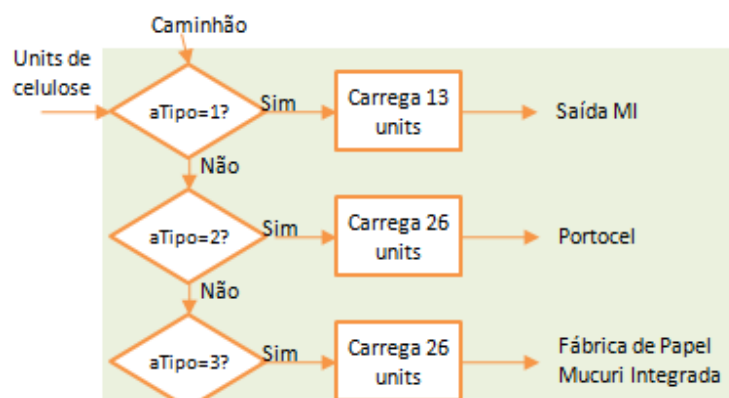 Caminhão
Units de
celulose
aTipo=1?
Sim
Carrega 13
units
Saída MI
Não
aTipo=2?
Sim
Carrega 26
units
Portocel
Não
aTipo=3?
Sim
Carrega 26
units
Fábrica de Papel
Mucuri Integrada